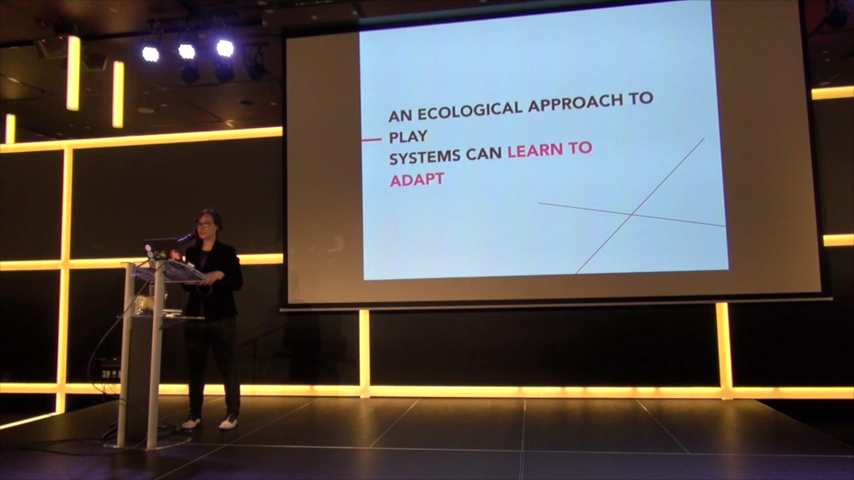 AN ECOLOGICAL APPROACH TO
PLAY
SYSTEMS CAN LEARN TO
ADAPT